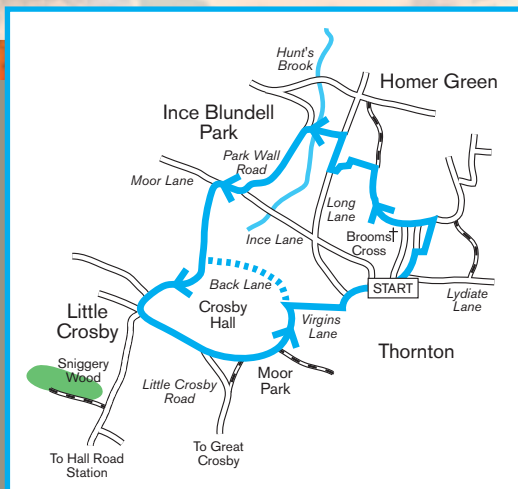 Hunt's
Brook
Homer Green
Ince Blundell
Park
Park Wall
Road
Moor Lane
Long
Lane
Ince Lane
Brooms
Cross
START
Back Lane
Lydiate
Lane
Little
Crosby
Crosby
Hall
Virgins
Lane
Thornton
Sniggery
Wood
Little Crosby
Road
Moor
Park
To Great
Crosby
To Hall Road
Station